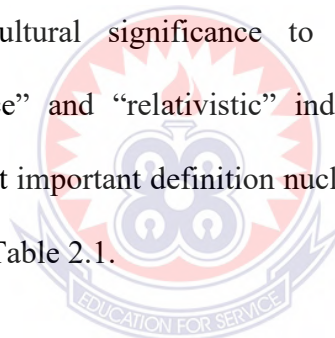 ultural significance to
e” and “relativistic” ind
t important definition nucl
Table 2.1.
EDUCATION FOR SERVICE